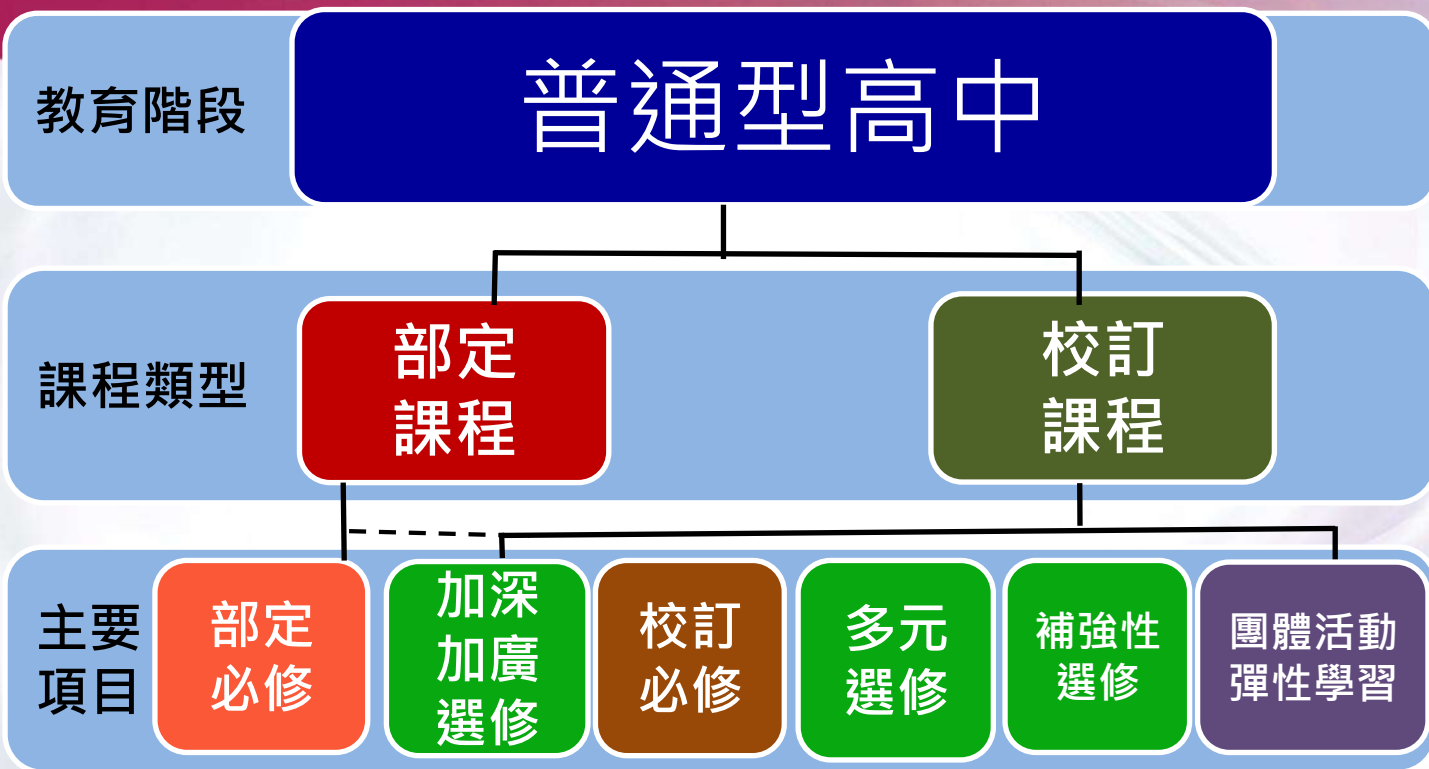 教育階段
普通型高中
課程類型
部定
課程
校訂
課程
主要
項目
部定
必修
加深
加廣
選修
校訂
必修
多元
選修
補強性
選修
團體活動
彈性學習